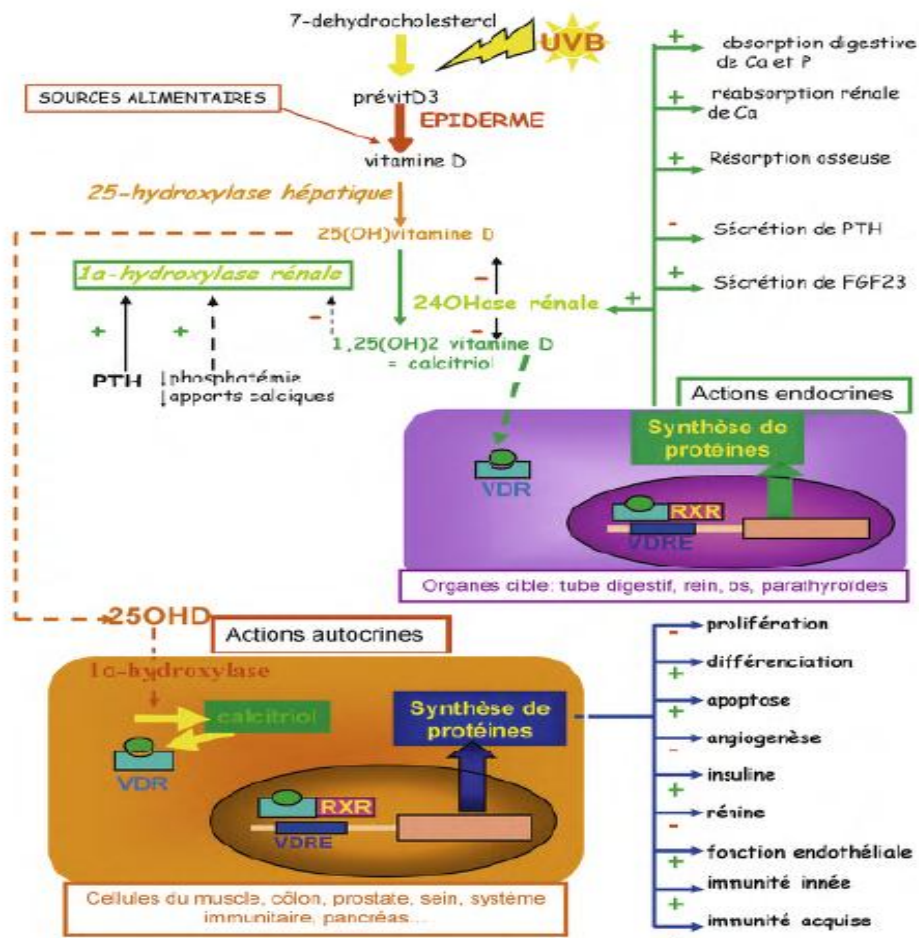 7-dehydrocholesterol
UVB
SOURCES ALIMENTAIRES
prévitD3
EPIDERME
vitamine D
25-hydroxylase hépatique
25(OH)vitamine D
1a-hydroxylase rénale
-
24OHase rénale
+
-
1,25(OH)2 vitamine D
= calcitriol
+
+
-
PTH
↓phosphatémie
↓apports calciques
+
absorption digestive
de Ca et P
+
réabsorption rénale
de Ca
+
Résorption osseuse
-
Sécrétion de PTH
+
Sécrétion de FGF23
Actions endocrines
Synthèse de
protéines
VDR
RXR
VDRE
Organes cible: tube digestif, rein, os, parathyroïdes
25OHD
Actions autocrines
1α-hydroxylase
calcitriol
VDR
Synthèse de
protéines
RXR
VDRE
Cellules du muscle, côlon, prostate, sein, système
immunitaire, pancréas...
prolifération
-
différenciation
+
apoptose
+
angiogenèse
-
insuline
+
rénine
-
fonction endothéliale
+
immunité innée
+
immunité acquise